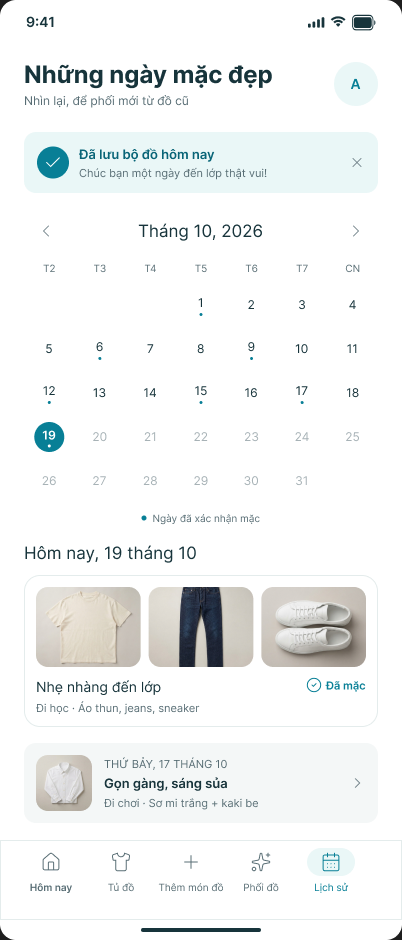 9:41
Những ngày mặc đẹp
Nhìn lại, để phối mới từ đồ cũ
A
Đã lưu bộ đồ hôm nay
Chúc bạn một ngày đến lớp thật vui!
Tháng 10, 2026
T2 T3 T4 T5 T6 T7 CN
1 2 3 4
5 6 7 8 9 10 11
12 13 14 15 16 17 18
19 20 21 22 23 24 25
26 27 28 29 30 31
Ngày đã xác nhận mặc
Hôm nay, 19 tháng 10
Nhẹ nhàng đến lớp
Đã mặc
Đi học · Áo thun, jeans, sneaker
THỨ BẢY, 17 THÁNG 10
Gọn gàng, sáng sủa
Đi chơi · Sơ mi trắng + kaki be
Hôm nay Tủ đồ Thêm món đồ Phối đồ Lịch sử